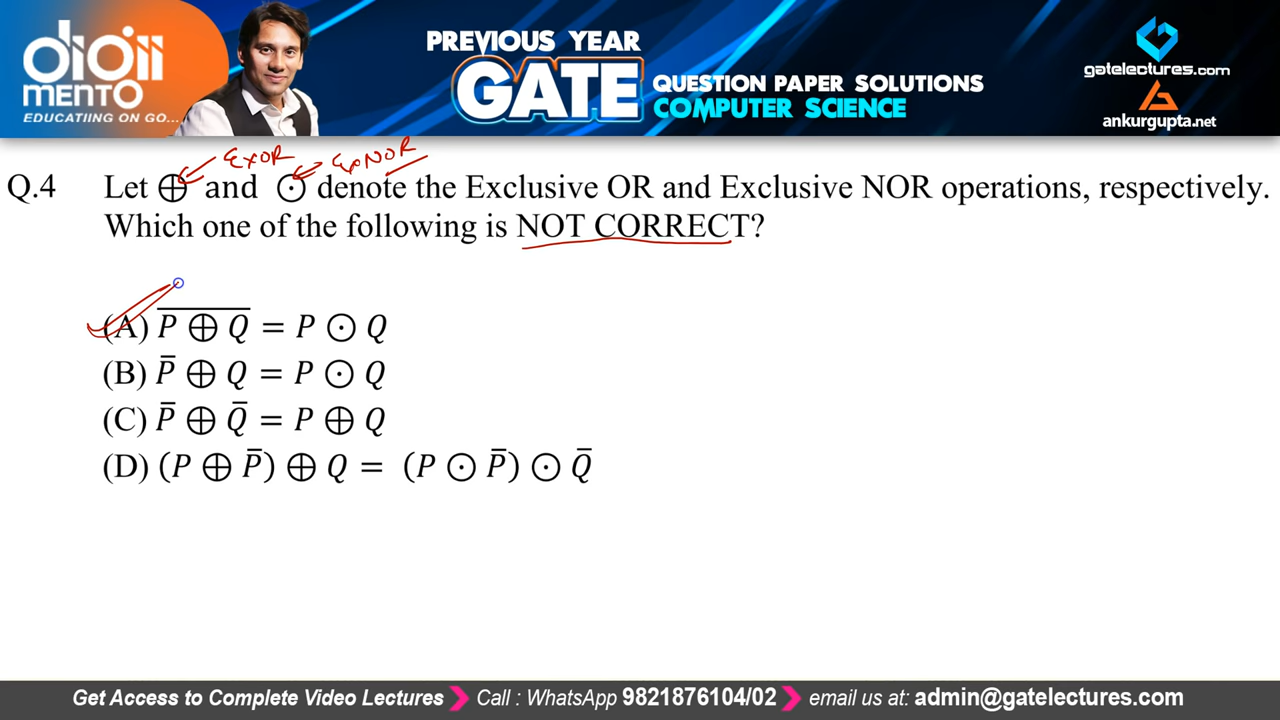 digii
mento
EDUCATIING ON GO...
PREVIOUS YEAR
GATE
QUESTION PAPER SOLUTIONS
COMPUTER SCIENCE
gatelectures.com
ankurgupta.net
EXOR
EXNOR
Q.4 Let ⊕ and ⊙ denote the Exclusive OR and Exclusive NOR operations, respectively.
Which one of the following is NOT CORRECT?
(A) \overline{P ⊕ Q} = P ⊙ Q
(B) P̄ ⊕ Q = P ⊙ Q
(C) P̄ ⊕ Q̄ = P ⊕ Q
(D) (P ⊕ P̄) ⊕ Q = (P ⊙ P̄) ⊙ Q̄
Get Access to Complete Video Lectures Call : WhatsApp 9821876104/02 email us at: admin@gatelectures.com